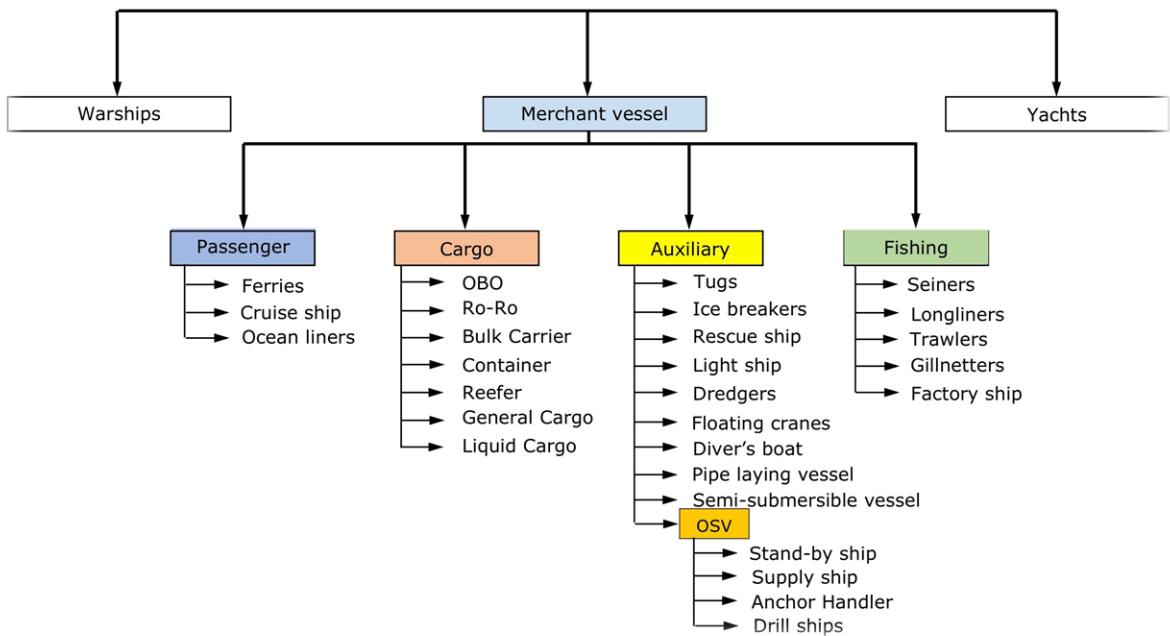 Warships
Merchant vessel
Yachts
Passenger
Ferries
Cruise ship
Ocean liners
Cargo
OBO
Ro-Ro
Bulk Carrier
Container
Reefer
General Cargo
Liquid Cargo
Auxiliary
Tugs
Ice breakers
Rescue ship
Light ship
Dredgers
Floating cranes
Diver's boat
Pipe laying vessel
Semi-submersible vessel
OSV
Stand-by ship
Supply ship
Anchor Handler
Drill ships
Fishing
Seiners
Longliners
Trawlers
Gillnetters
Factory ship